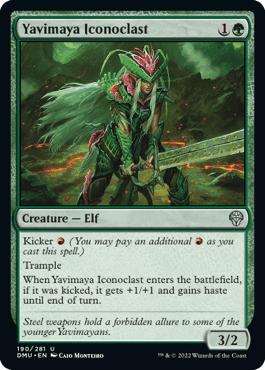 Yavimaya Iconoclast 1
Creature — Elf
Kicker (You may pay an additional as you
cast this spell.)
Trample
When Yavimaya Iconoclast enters the battlefield,
if it was kicked, it gets +1/+1 and gains haste
until end of turn.
Steel weapons hold a forbidden allure to some of the
younger Yavimayans.
3/2
190/281 U
DMU • EN Caio Monteiro
™ & © 2022 Wizards of the Coast